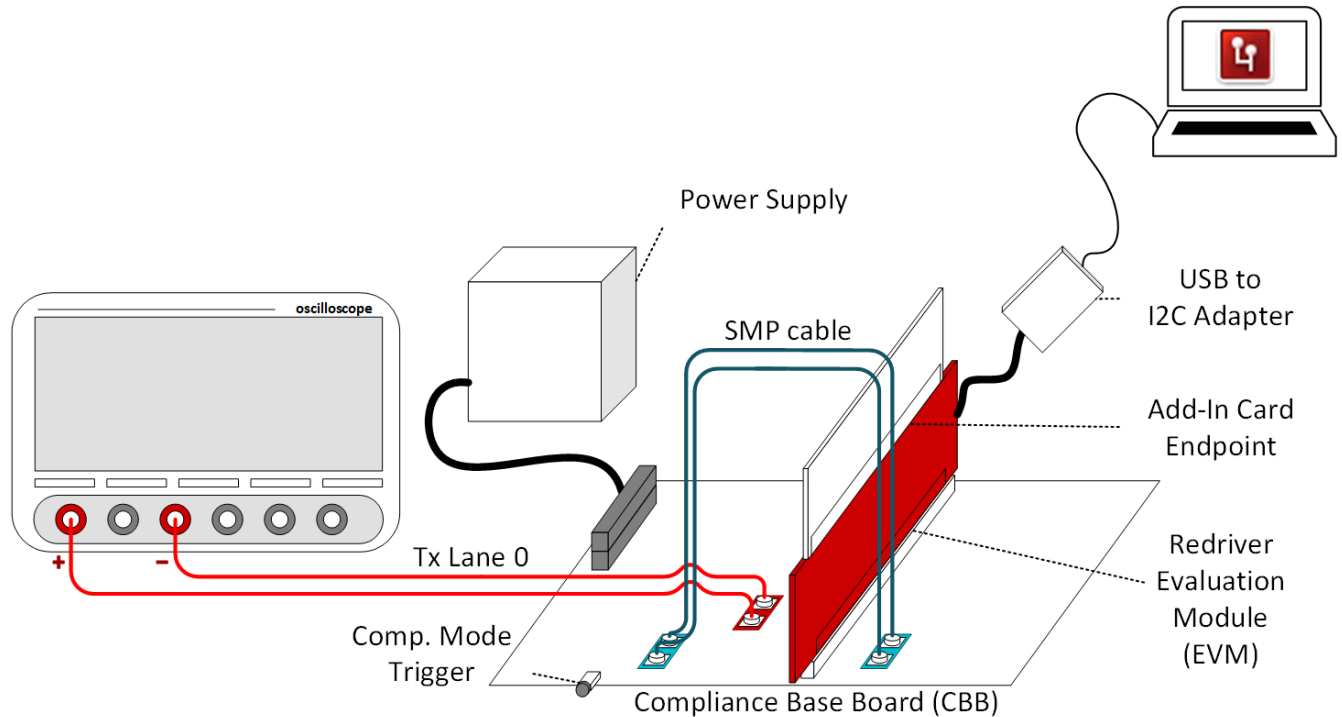 Power Supply
oscilloscope
SMP cable
USB to
I2C Adapter
Add-In Card
Endpoint
+
–
Tx Lane 0
Redriver
Evaluation
Module
(EVM)
Comp. Mode
Trigger
Compliance Base Board (CBB)